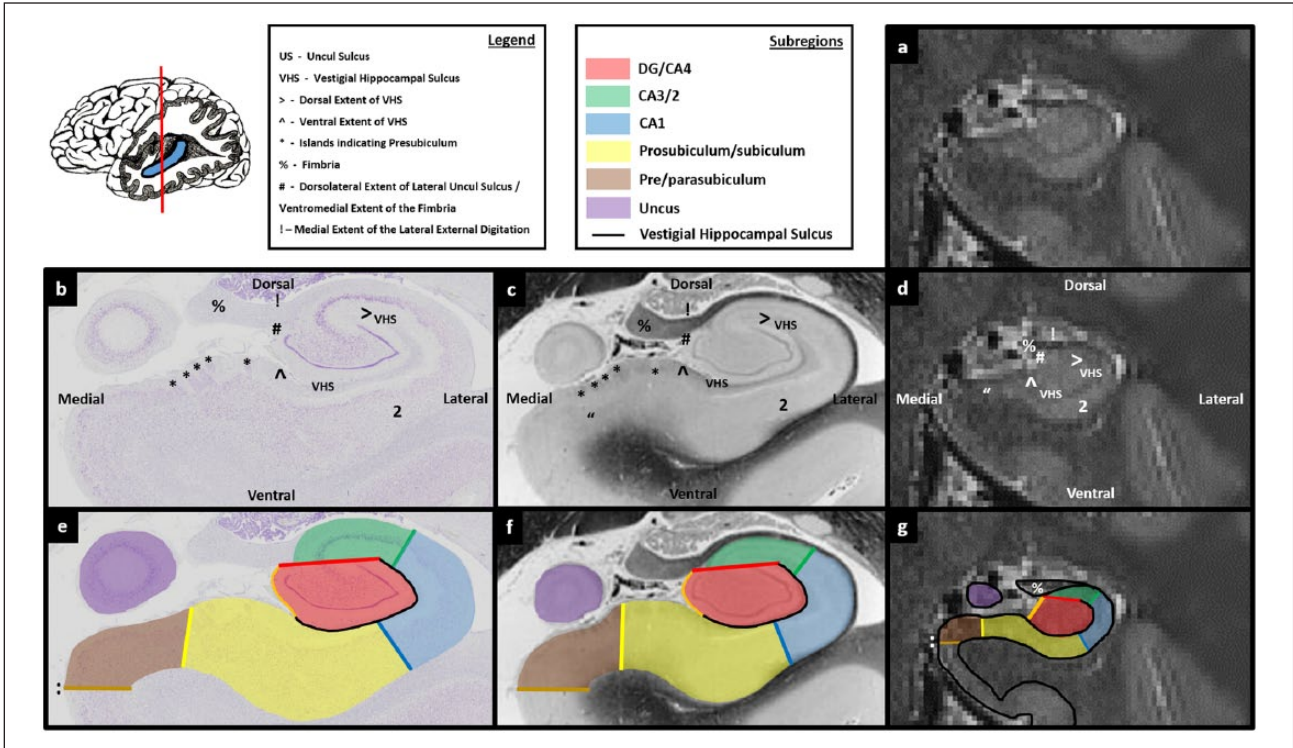 Legend
US - Uncul Sulcus
VHS - Vestigial Hippocampal Sulcus
> - Dorsal Extent of VHS
^ - Ventral Extent of VHS
* - Islands indicating Presubiculum
% - Fimbria
# - Dorsolateral Extent of Lateral Uncul Sulcus /
Ventromedial Extent of the Fimbria
! – Medial Extent of the Lateral External Digitation
Subregions
DG/CA4
CA3/2
CA1
Prosubiculum/subiculum
Pre/parasubiculum
Uncus
Vestigial Hippocampal Sulcus
a
b
Dorsal
%
!
#
>
VHS
* * * * *
^
VHS
Medial
2
Lateral
Ventral
c
Dorsal
!
%
#
>
VHS
* * * * *
^
VHS
Medial
“
2
Lateral
Ventral
d
Dorsal
!
%
#
>
VHS
Medial
“
^
VHS
2
Lateral
Ventral
e
:
f
g
%
: